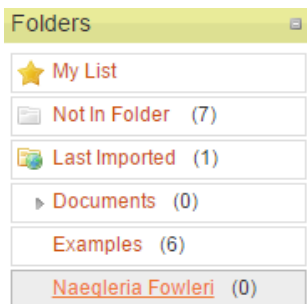 Folders
My List
Not In Folder (7)
Last Imported (1)
Documents (0)
Examples (6)
Naegleria Fowleri (0)